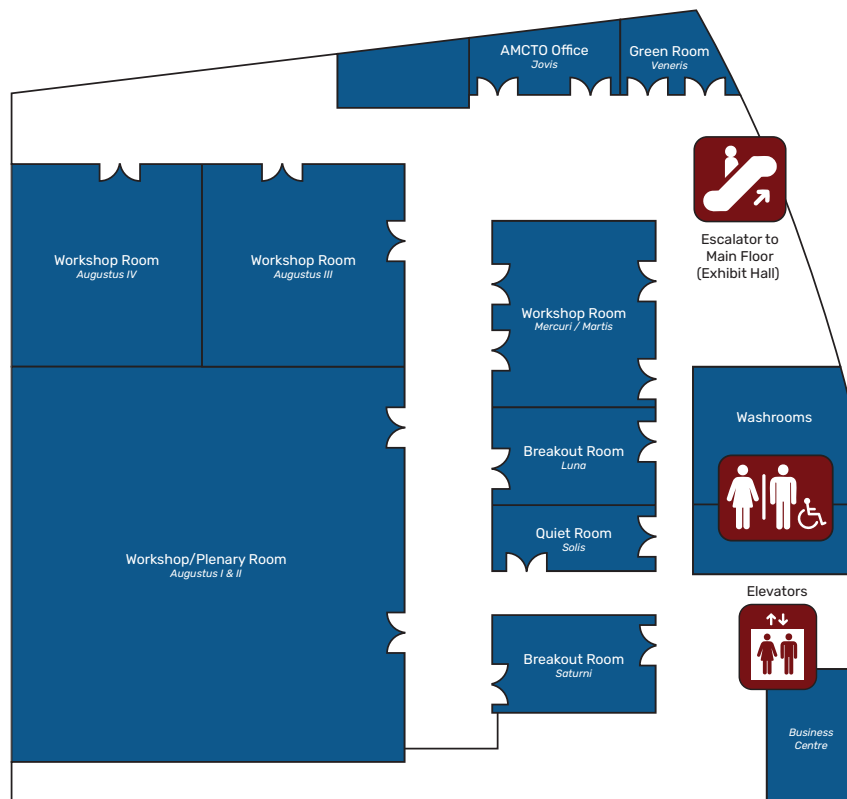 AMCTO Office
Jovis
Green Room
Veneris
Escalator to
Main Floor
(Exhibit Hall)
Workshop Room
Augustus IV
Workshop Room
Augustus III
Workshop Room
Mercuri / Martis
Washrooms
Breakout Room
Luna
Quiet Room
Solis
Workshop/Plenary Room
Augustus I & II
Elevators
Breakout Room
Saturni
Business
Centre